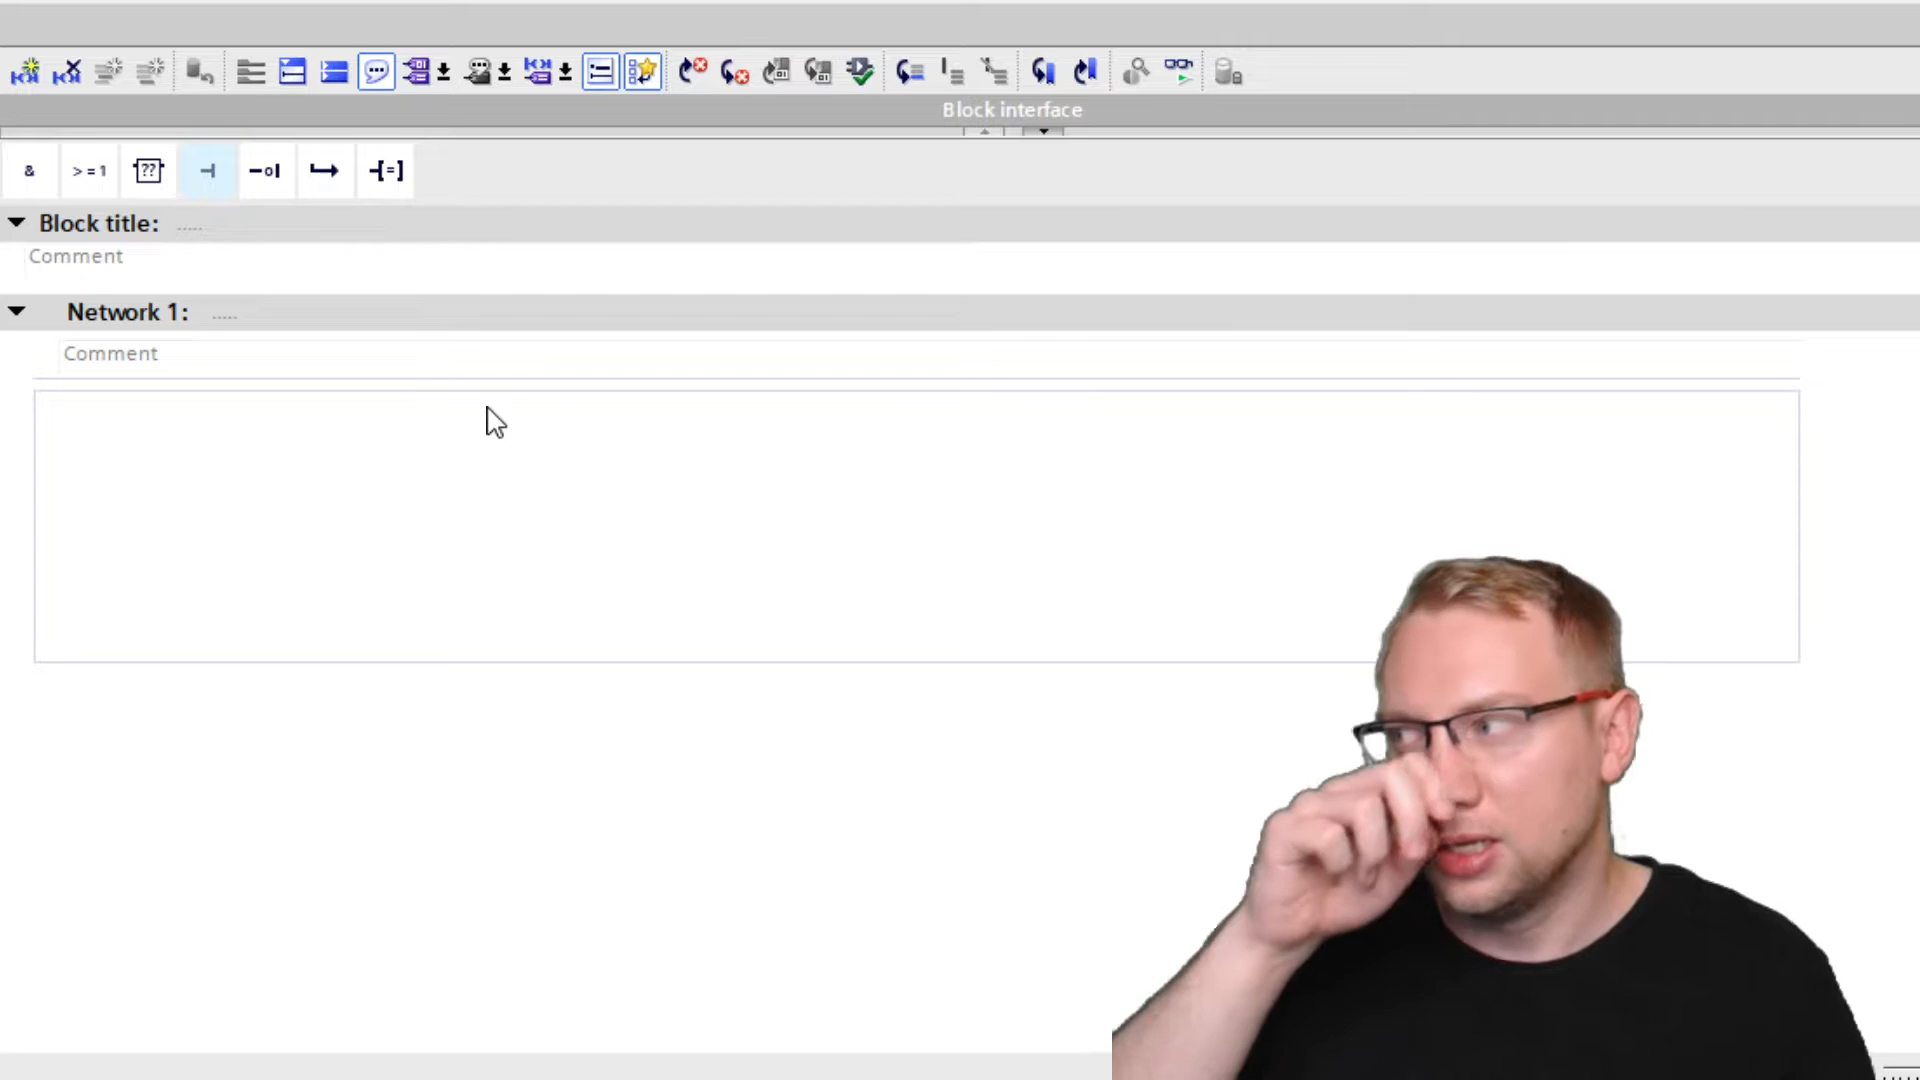 Block interface
& >=1 ?? -[=]
Block title: .....
Comment
Network 1: .....
Comment